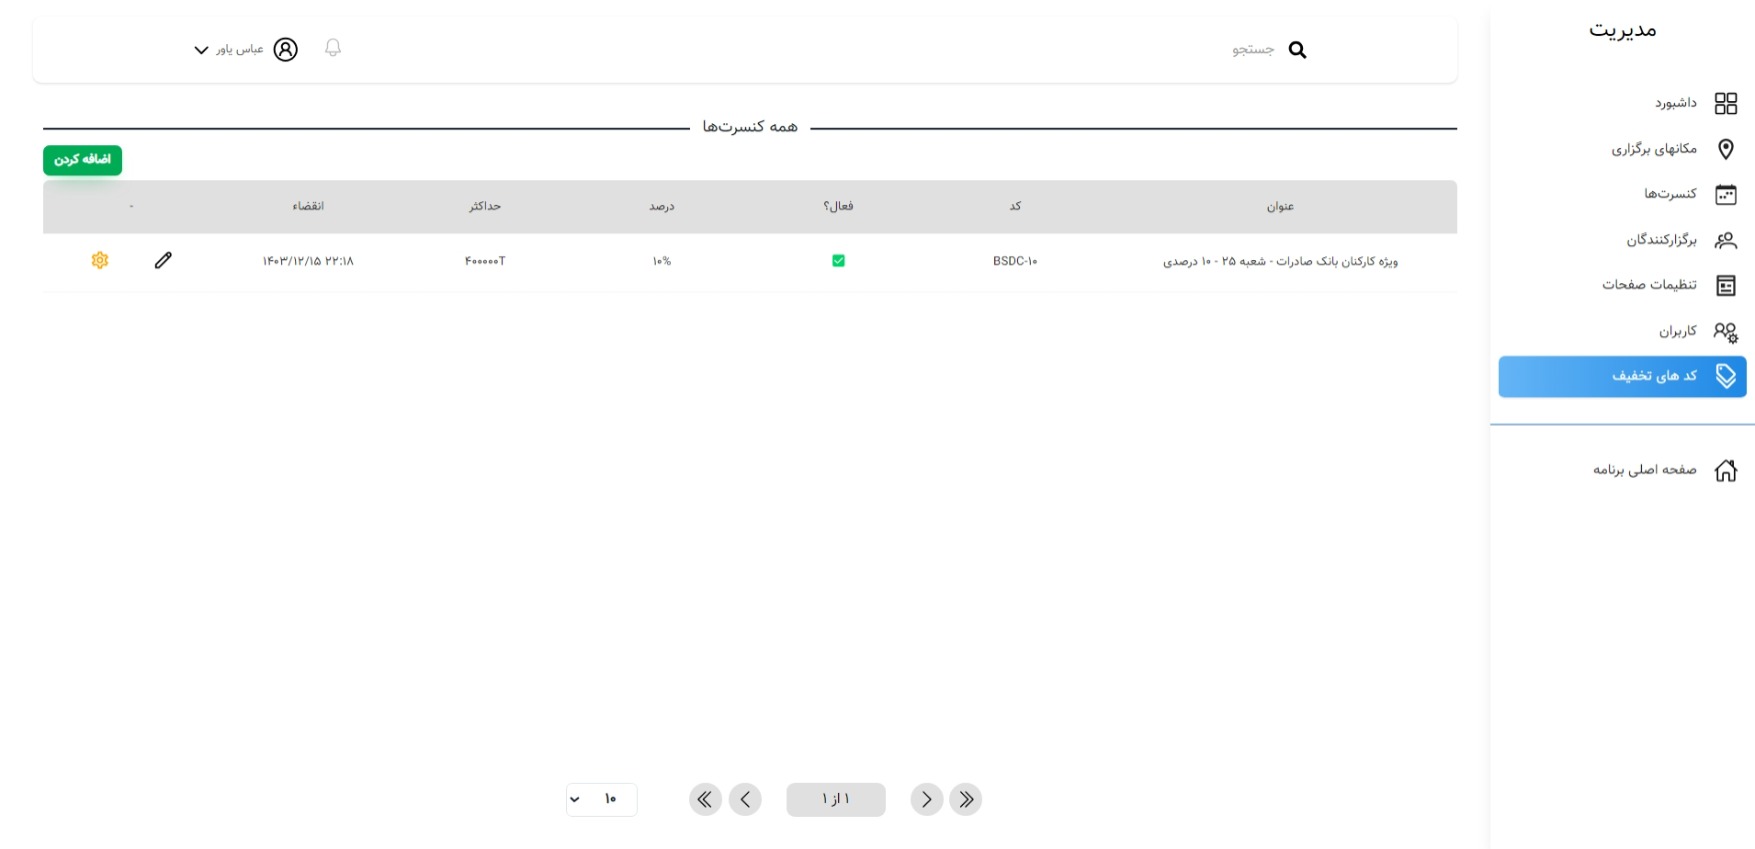 مدیریت
داشبورد
مکانهای برگزاری
کنسرت‌ها
برگزارکنندگان
تنظیمات صفحات
کاربران
کد های تخفیف
صفحه اصلی برنامه
جستجو
عباس یاور
همه کنسرت‌ها
اضافه کردن
عنوان کد فعال؟ درصد حداکثر انقضاء -
ویژه کارکنان بانک صادرات - شعبه ۲۵ - ۱۰ درصدی BSDC-۱۰ ۱۰% ۴۰۰۰۰۰T ۱۴۰۳/۱۲/۱۵ ۲۲:۱۸
۱ از ۱
۱۰